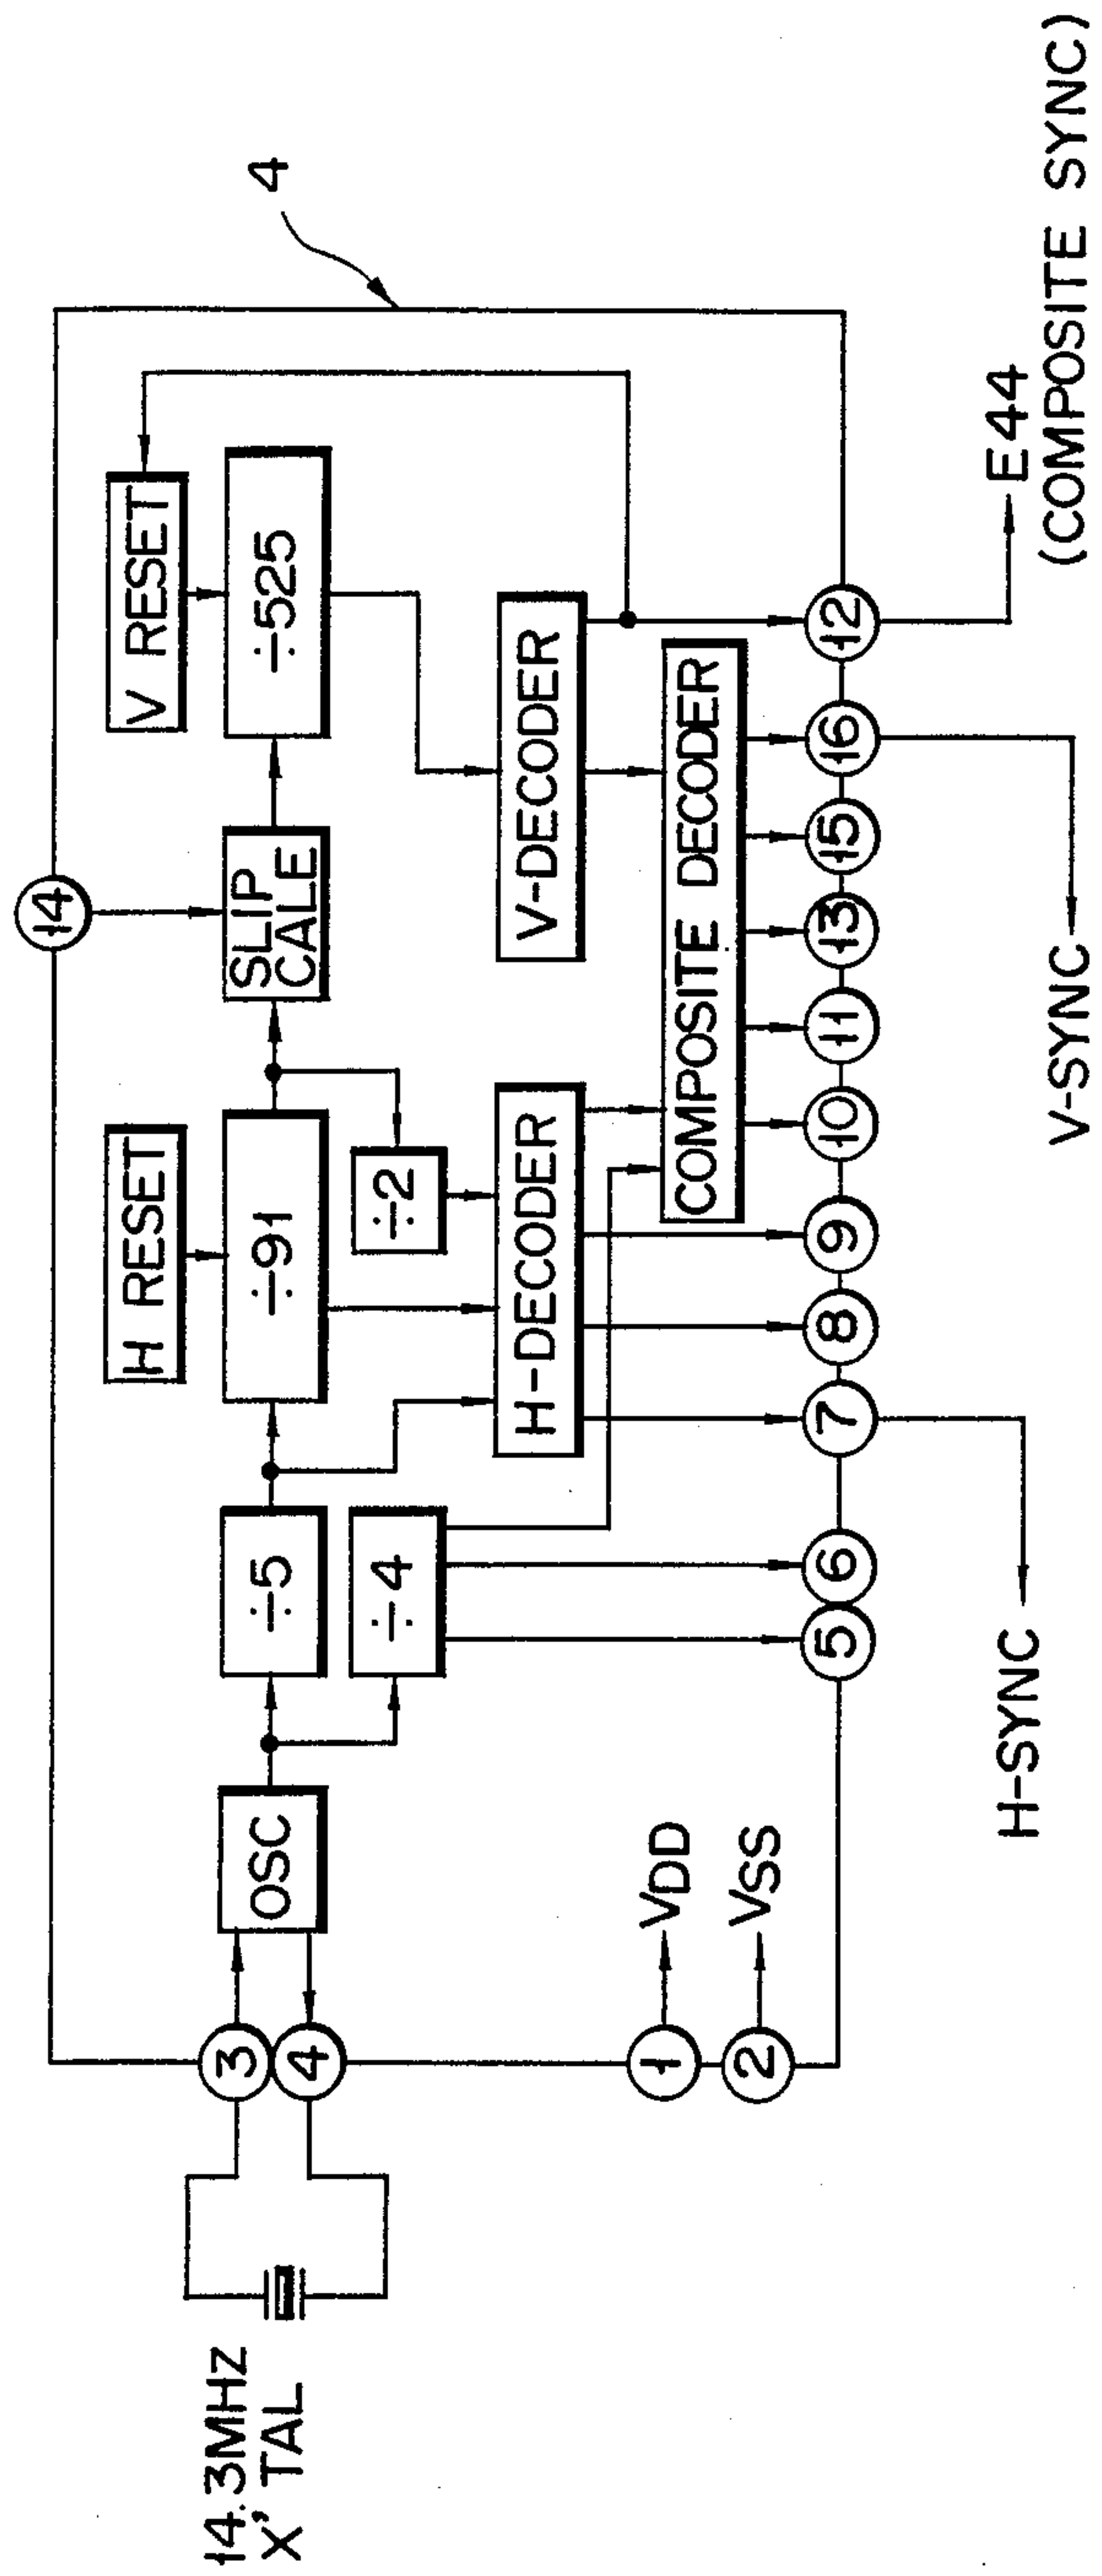 4
14
V RESET
H RESET
14.3MHZ
X' TAL
3
4
OSC
÷5
÷91
SLIP
CALE
÷525
÷4
÷2
H-DECODER
V-DECODER
COMPOSITE DECODER
1
VDD
2
VSS
5
6
7
8
9
10
11
13
15
16
12
H-SYNC
V-SYNC
E44
(COMPOSITE SYNC)